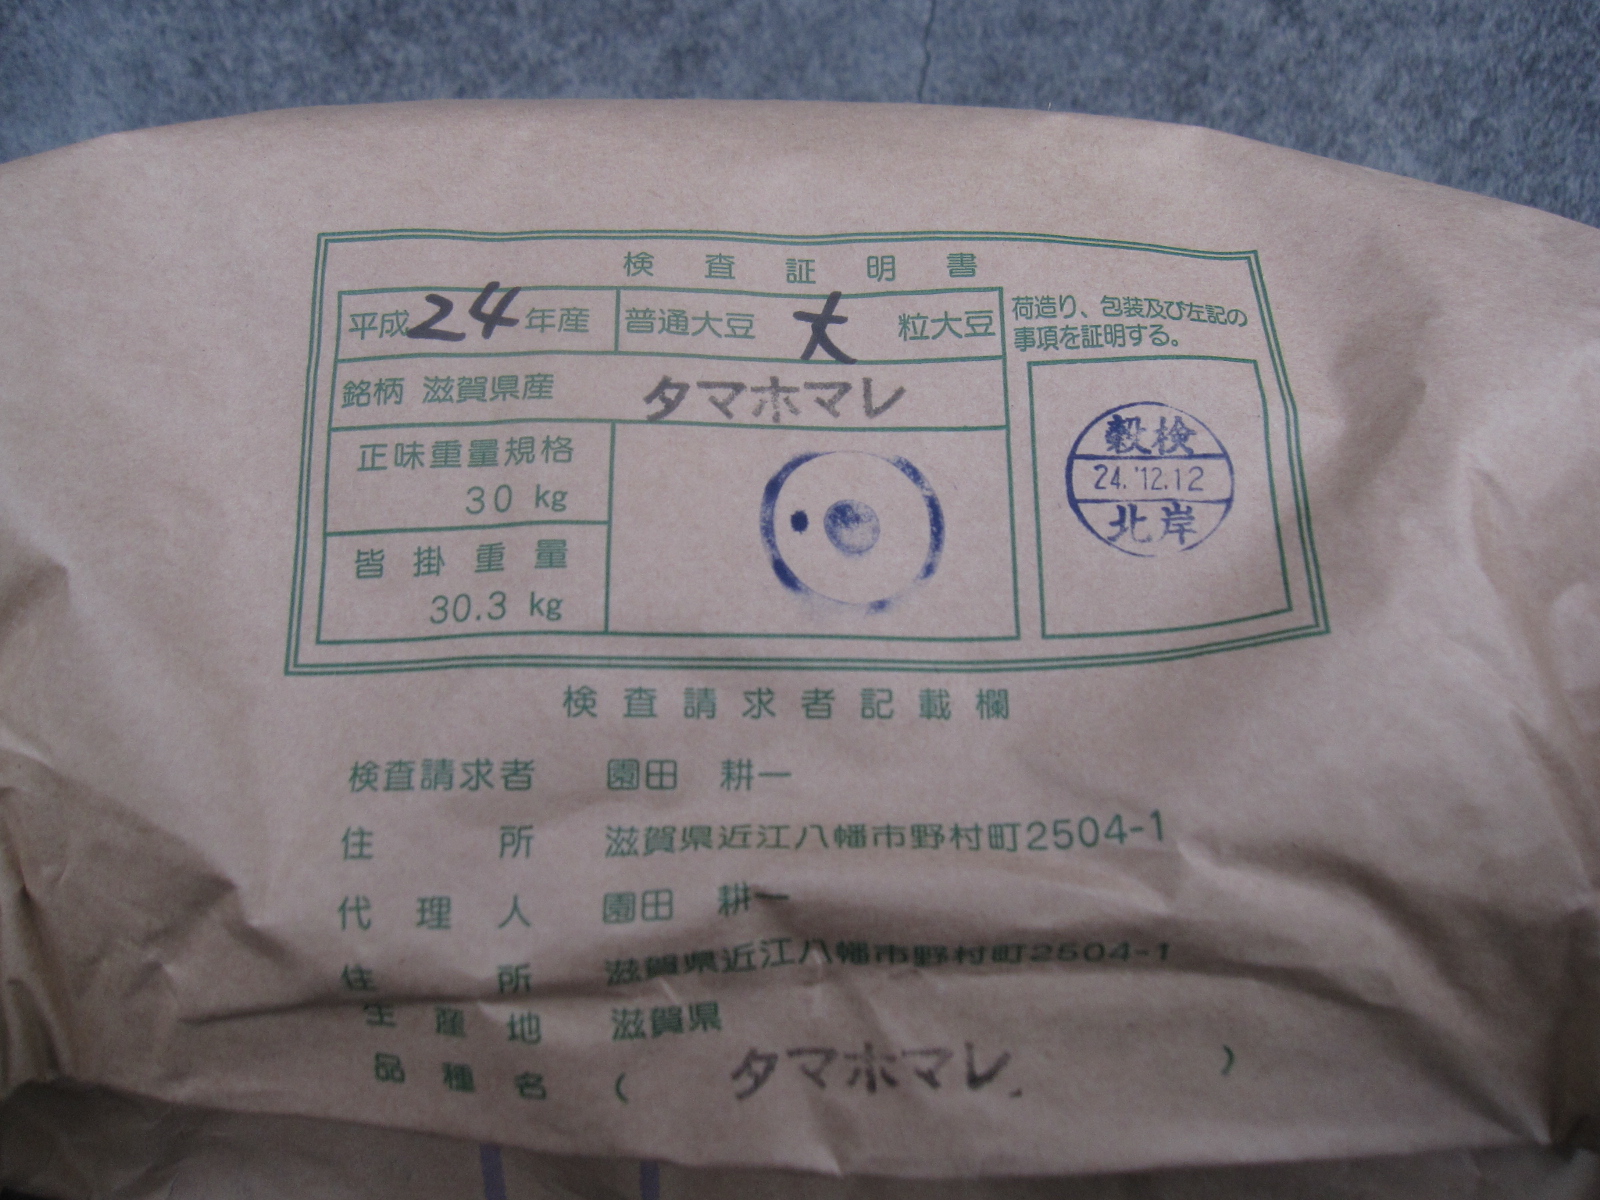 検査証明書
平成24年産 普通大豆 大 粒大豆
荷造り、包装及び左記の
事項を証明する。
銘柄 滋賀県産 タマホマレ
正味重量規格
30 kg
皆掛重量
30.3 kg
穀検
24.'12.12
北岸
検査請求者記載欄
検査請求者 園田 耕一
住所 滋賀県近江八幡市野村町2504-1
代理人 園田 耕一
住所 滋賀県近江八幡市野村町2504-1
生産地 滋賀県
品種名 ( タマホマレ. )